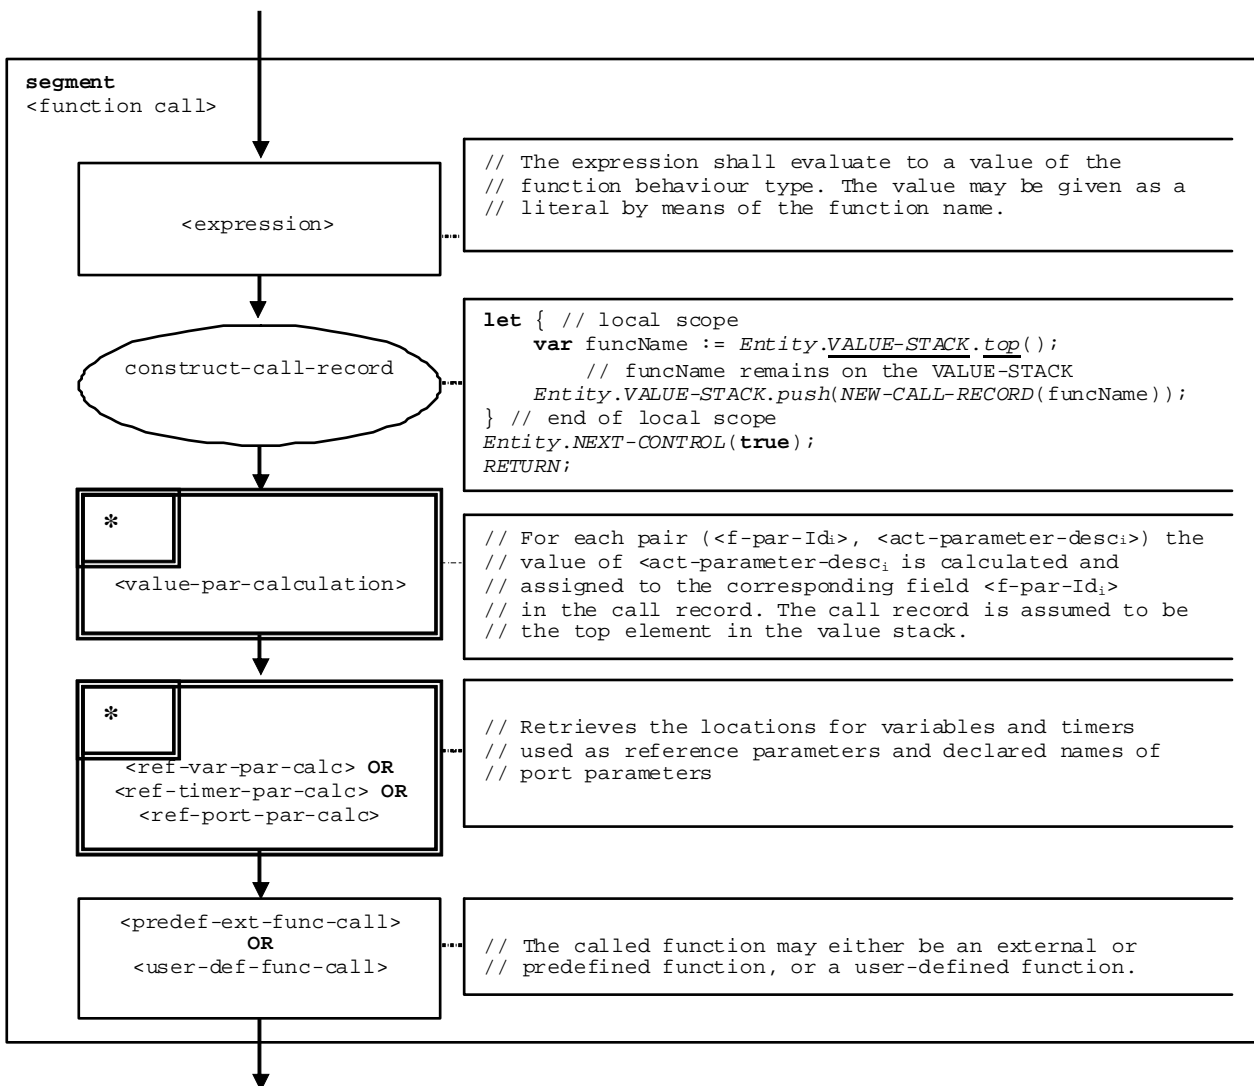 segment
<function call>
<expression>
// The expression shall evaluate to a value of the
// function behaviour type. The value may be given as a
// literal by means of the function name.
construct-call-record
let { // local scope
var funcName := Entity.VALUE-STACK.top();
// funcName remains on the VALUE-STACK
Entity.VALUE-STACK.push(NEW-CALL-RECORD(funcName));
} // end of local scope
Entity.NEXT-CONTROL(true);
RETURN;
*
<value-par-calculation>
// For each pair (<f-par-Idᵢ>, <act-parameter-descᵢ>) the
// value of <act-parameter-descᵢ is calculated and
// assigned to the corresponding field <f-par-Idᵢ>
// in the call record. The call record is assumed to be
// the top element in the value stack.
*
<ref-var-par-calc> OR
<ref-timer-par-calc> OR
<ref-port-par-calc>
// Retrieves the locations for variables and timers
// used as reference parameters and declared names of
// port parameters
<predef-ext-func-call>
OR
<user-def-func-call>
// The called function may either be an external or
// predefined function, or a user-defined function.